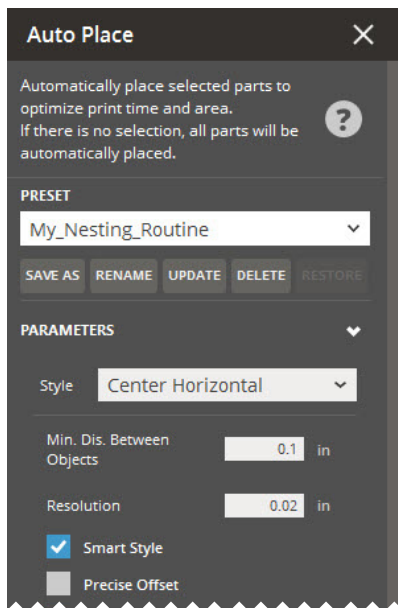 Auto Place
Automatically place selected parts to
optimize print time and area.
If there is no selection, all parts will be
automatically placed.
?
PRESET
My_Nesting_Routine
SAVE AS RENAME UPDATE DELETE RESTORE
PARAMETERS
Style Center Horizontal
Min. Dis. Between
Objects 0.1 in
Resolution 0.02 in
Smart Style
Precise Offset